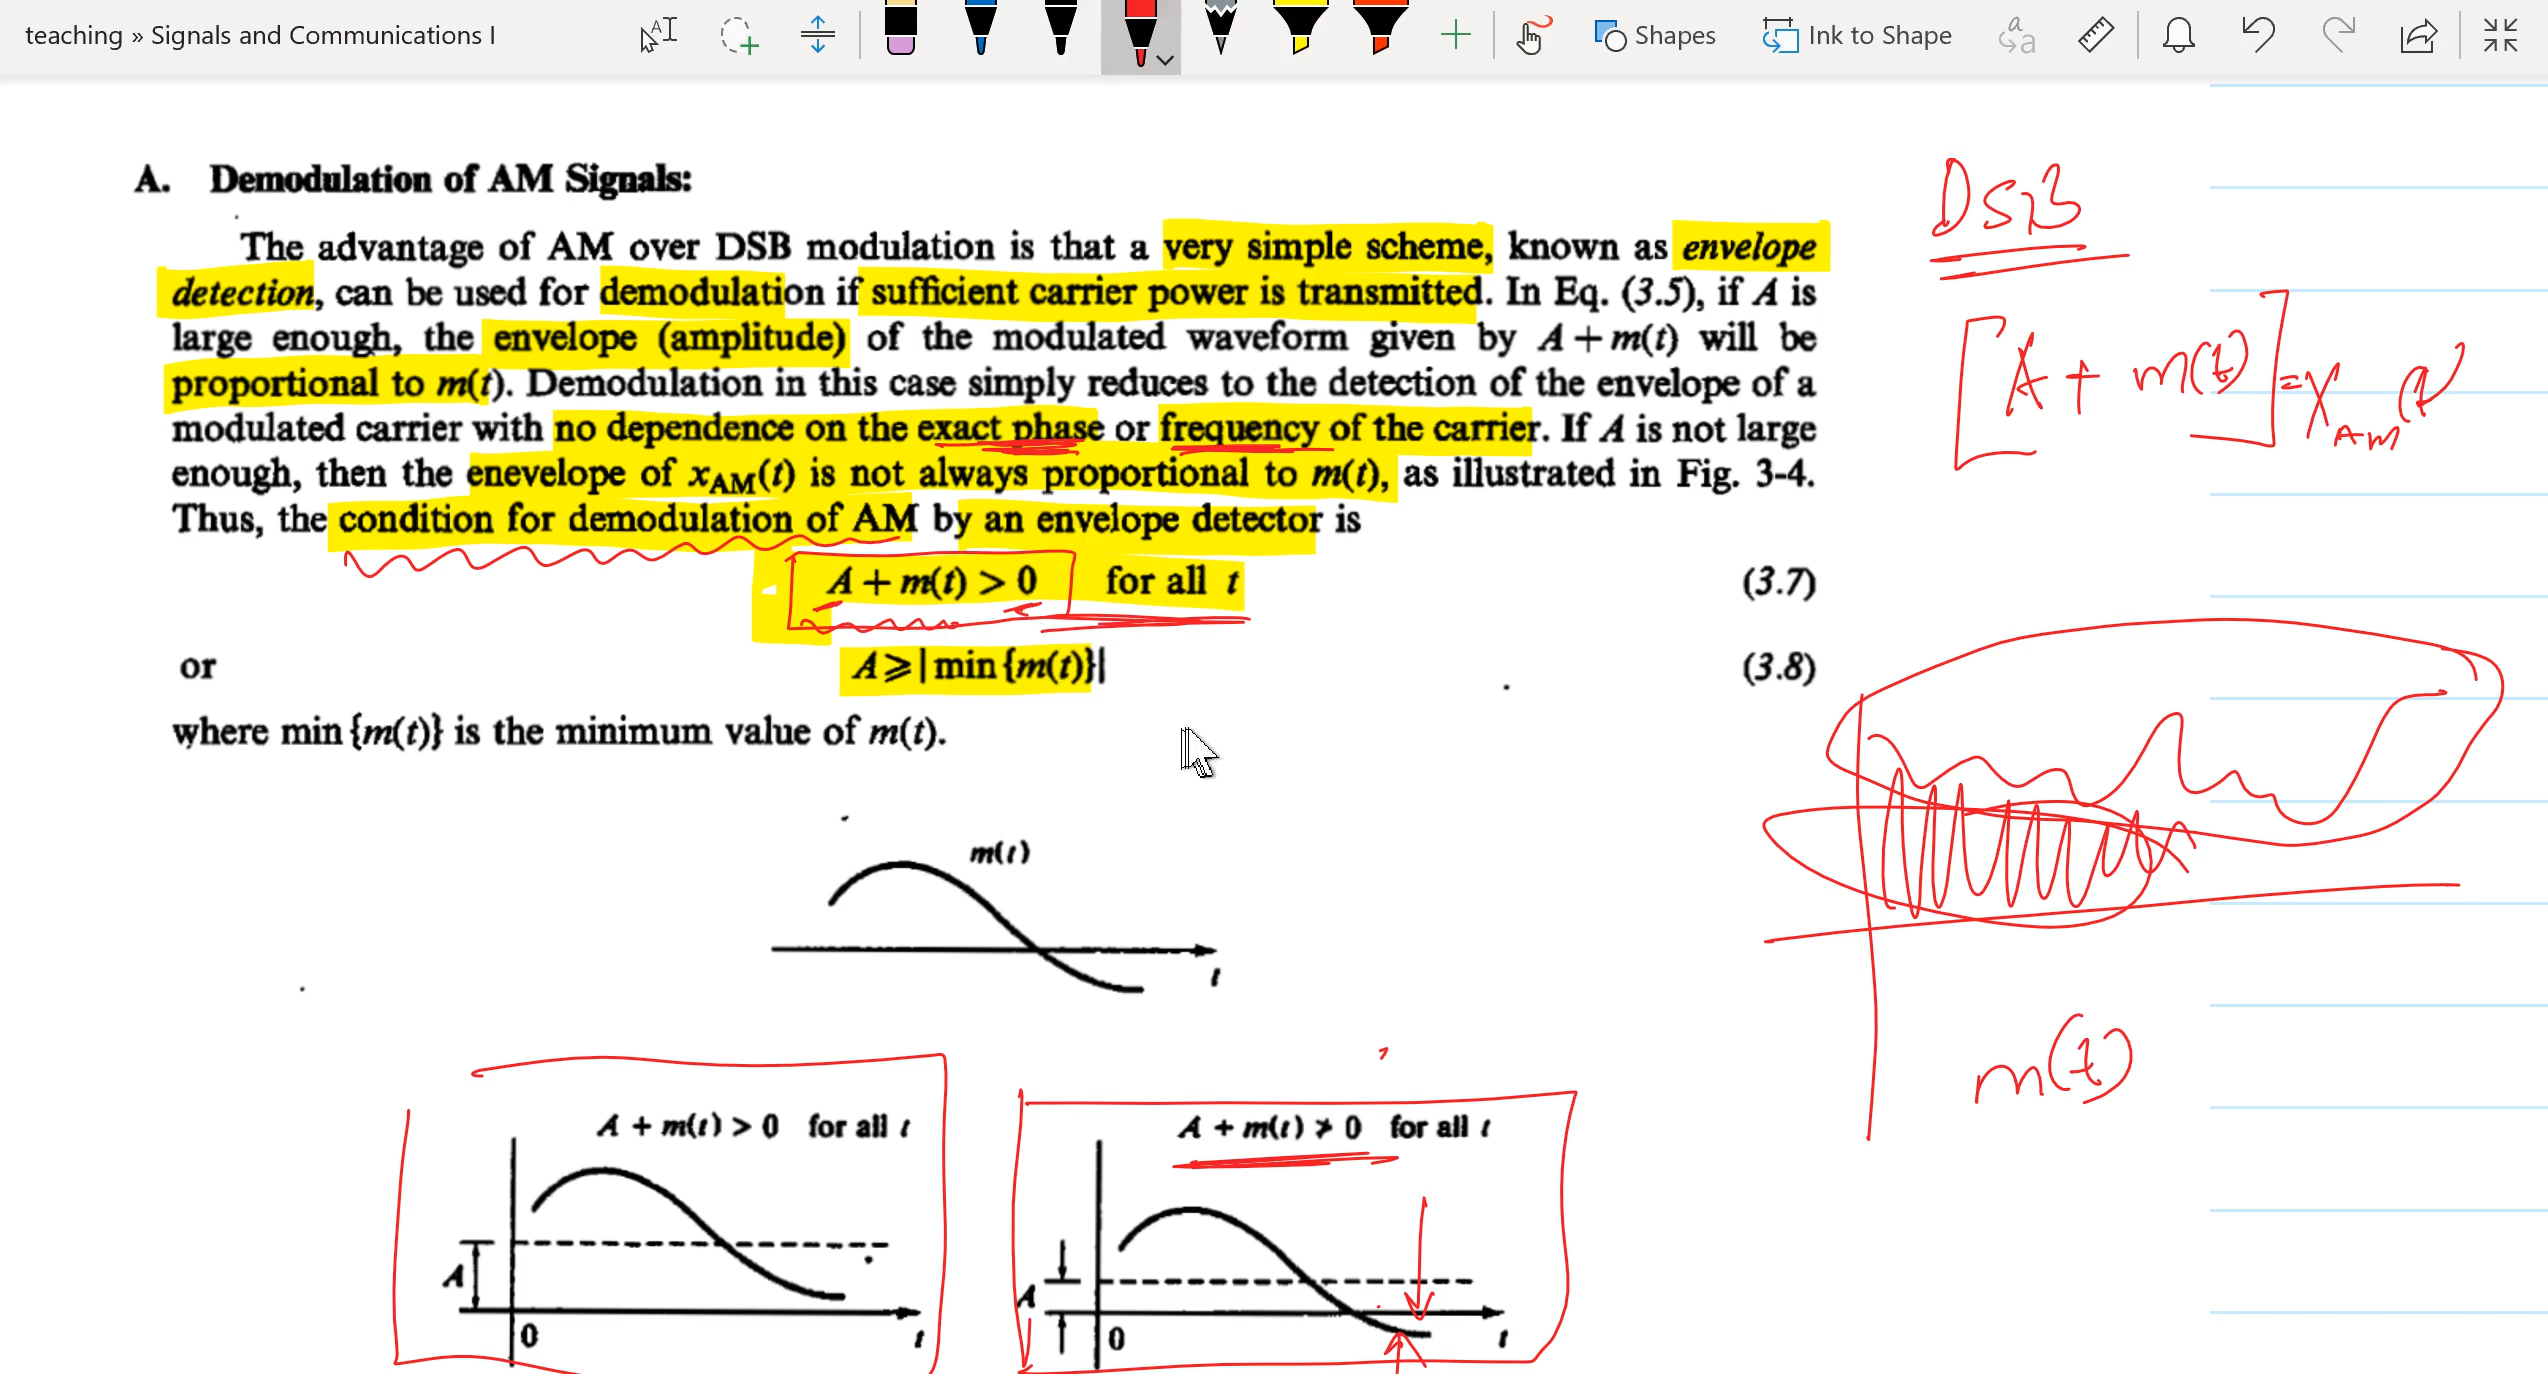 teaching » Signals and Communications I
Shapes
Ink to Shape
A. Demodulation of AM Signals:
The advantage of AM over DSB modulation is that a very simple scheme, known as envelope
detection, can be used for demodulation if sufficient carrier power is transmitted. In Eq. (3.5), if A is
large enough, the envelope (amplitude) of the modulated waveform given by A + m(t) will be
proportional to m(t). Demodulation in this case simply reduces to the detection of the envelope of a
modulated carrier with no dependence on the exact phase or frequency of the carrier. If A is not large
enough, then the enevelope of xAM(t) is not always proportional to m(t), as illustrated in Fig. 3-4.
Thus, the condition for demodulation of AM by an envelope detector is
A + m(t) > 0 for all t (3.7)
or A ⩾ | min {m(t)}| (3.8)
where min {m(t)} is the minimum value of m(t).
DSB
[A + m(t)] = XAM(t)
m(t)
t
m(t)
A + m(t) > 0 for all t
A
0
t
A + m(t) ≯ 0 for all t
A
0
t